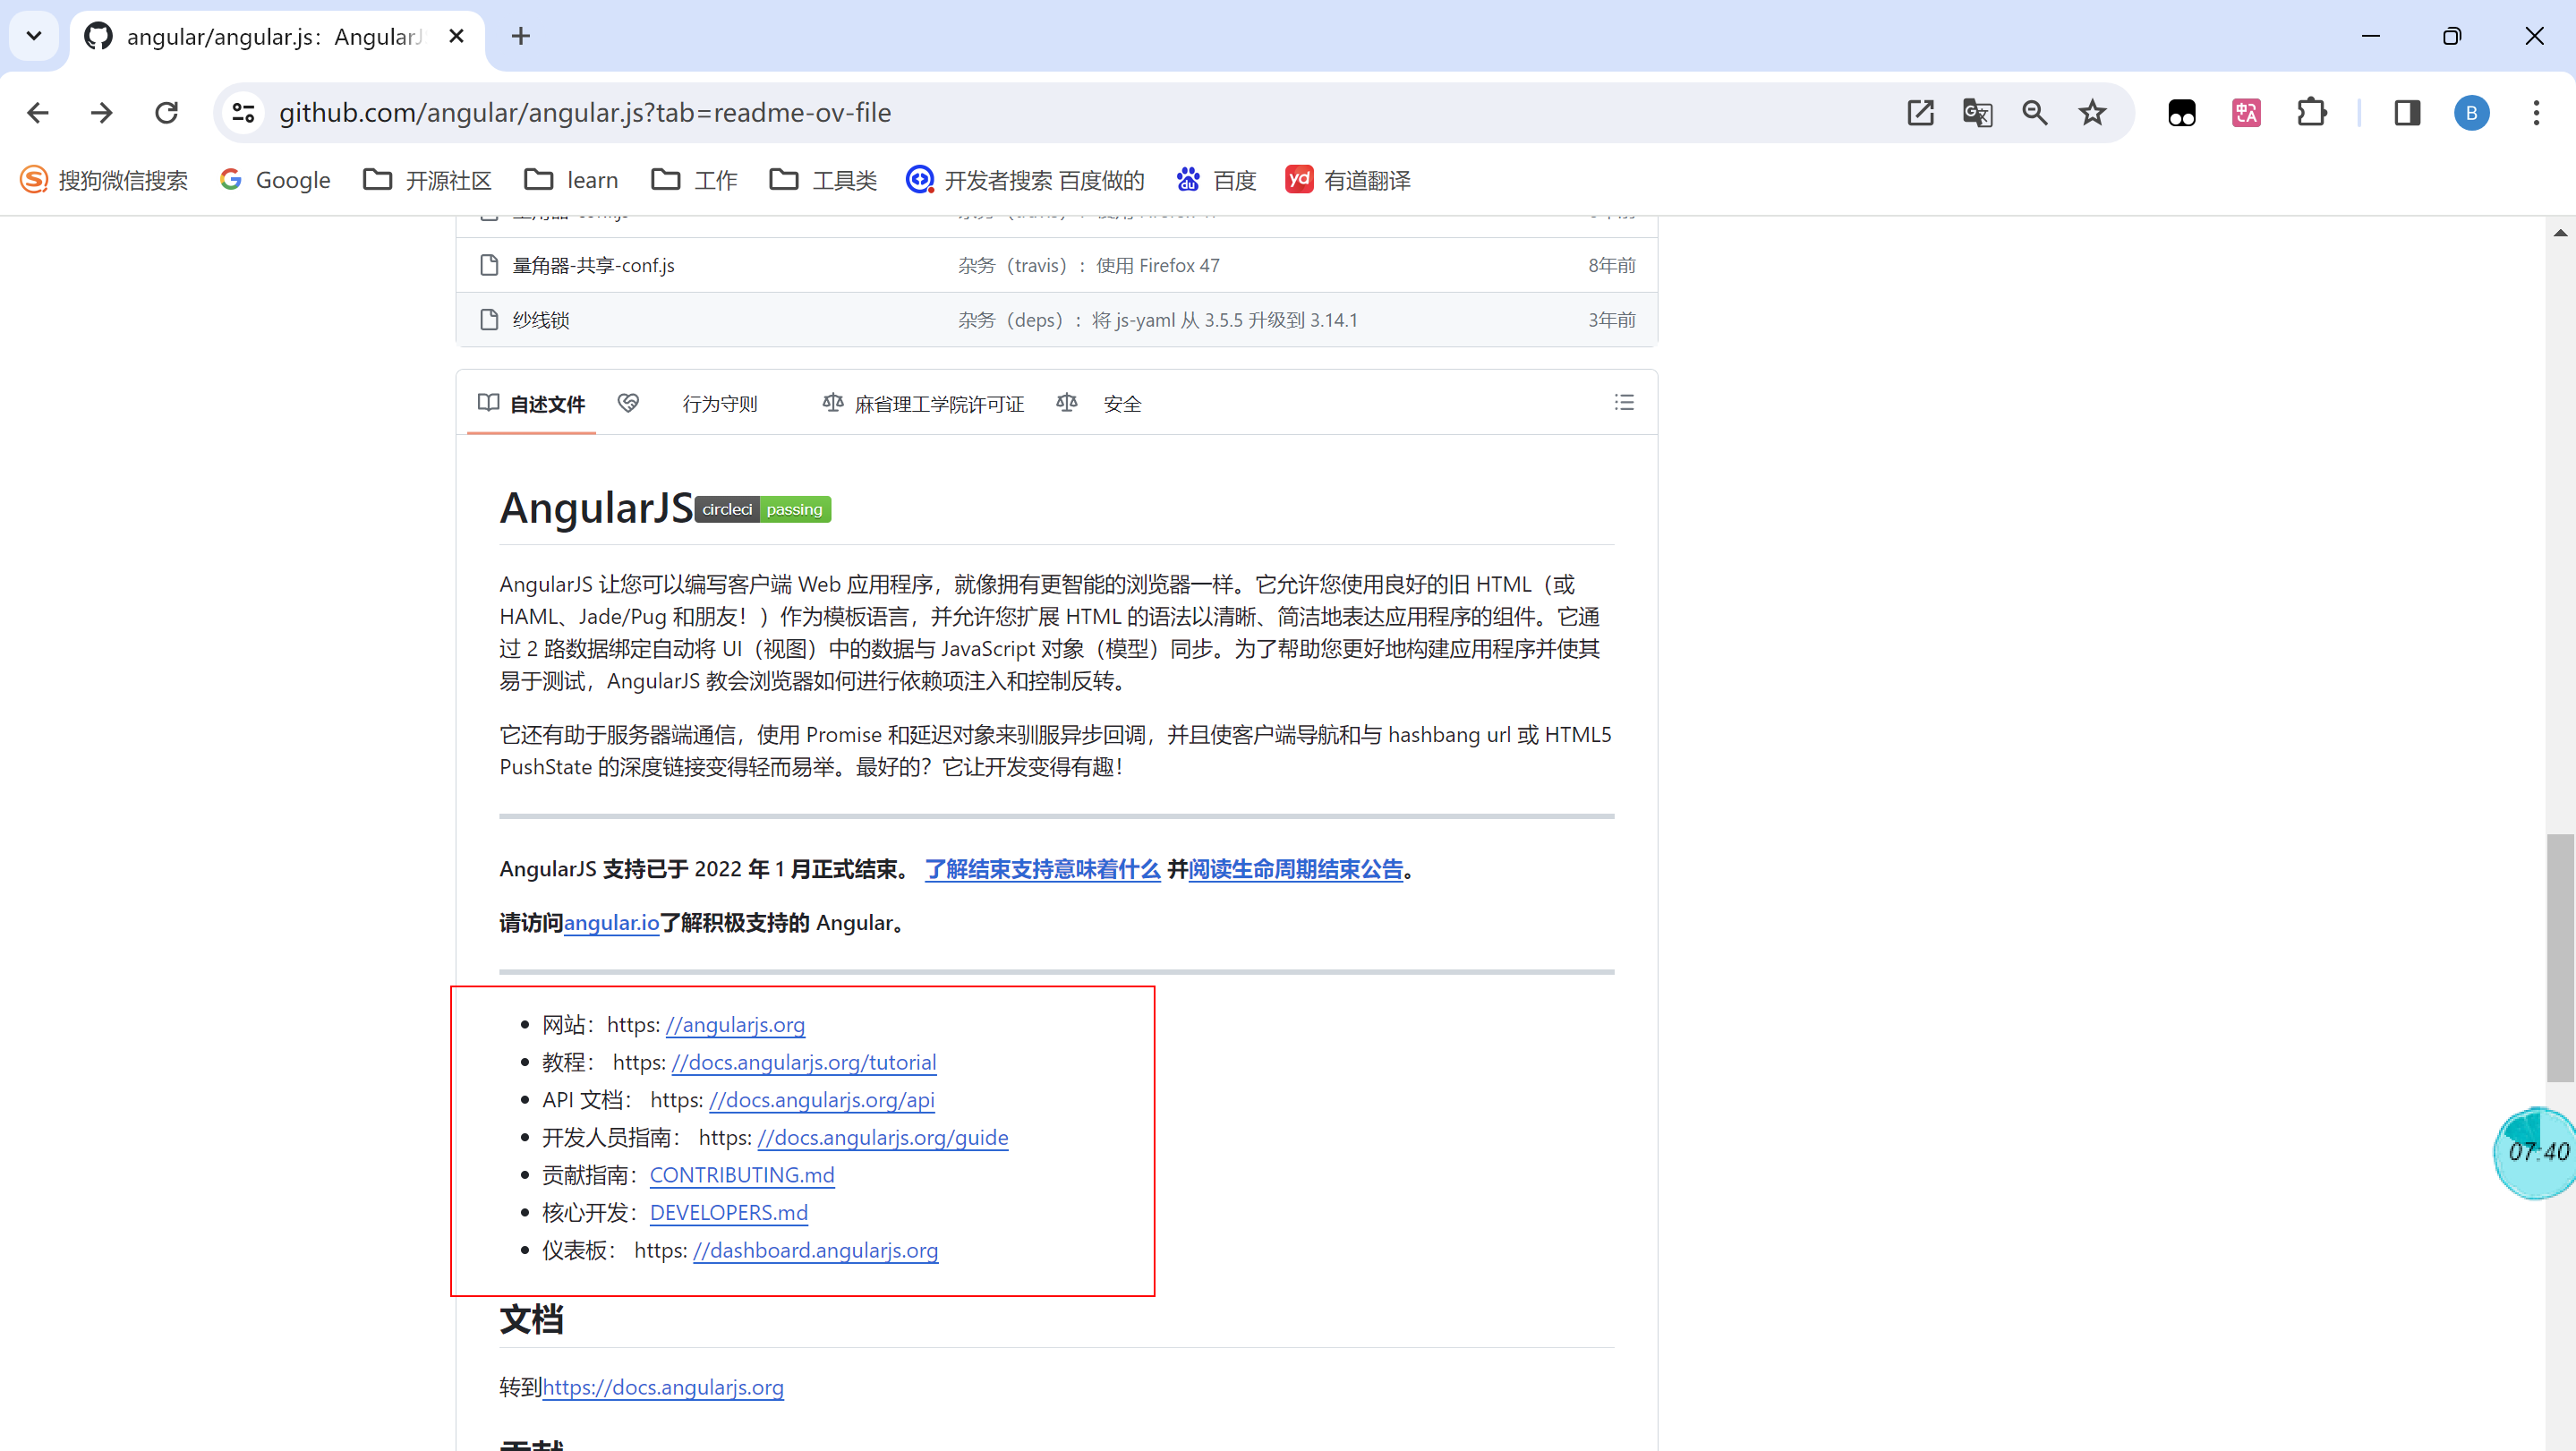 angular/angular.js：AngularJ
github.com/angular/angular.js?tab=readme-ov-file
B
搜狗微信搜索 Google 开源社区 learn 工作 工具类 开发者搜索 百度做的 百度 有道翻译
量角器-共享-conf.js 杂务（travis）：使用 Firefox 47 8年前
纱线锁 杂务（deps）：将 js-yaml 从 3.5.5 升级到 3.14.1 3年前
自述文件 行为守则 麻省理工学院许可证 安全
AngularJS circleci passing
AngularJS 让您可以编写客户端 Web 应用程序，就像拥有更智能的浏览器一样。它允许您使用良好的旧 HTML（或
HAML、Jade/Pug 和朋友！）作为模板语言，并允许您扩展 HTML 的语法以清晰、简洁地表达应用程序的组件。它通
过 2 路数据绑定自动将 UI（视图）中的数据与 JavaScript 对象（模型）同步。为了帮助您更好地构建应用程序并使其
易于测试，AngularJS 教会浏览器如何进行依赖项注入和控制反转。
它还有助于服务器端通信，使用 Promise 和延迟对象来驯服异步回调，并且使客户端导航和与 hashbang url 或 HTML5
PushState 的深度链接变得轻而易举。最好的？它让开发变得有趣！
AngularJS 支持已于 2022 年 1 月正式结束。 了解结束支持意味着什么 并阅读生命周期结束公告。
请访问angular.io了解积极支持的 Angular。
网站：https: //angularjs.org
教程： https: //docs.angularjs.org/tutorial
API 文档： https: //docs.angularjs.org/api
开发人员指南： https: //docs.angularjs.org/guide
贡献指南：CONTRIBUTING.md
核心开发：DEVELOPERS.md
仪表板： https: //dashboard.angularjs.org
07:40
文档
转到https://docs.angularjs.org